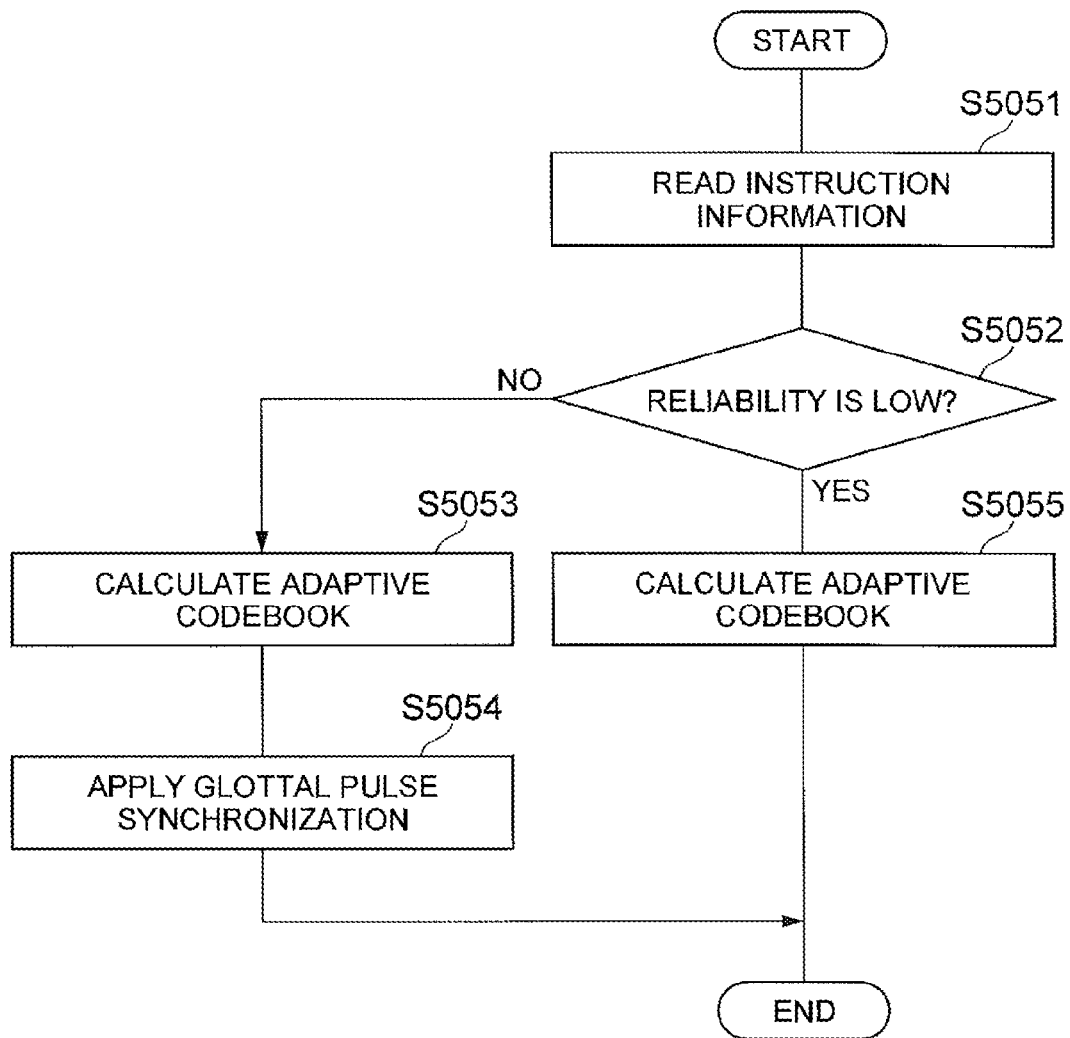 START
S5051
READ INSTRUCTION
INFORMATION
S5052
NO
RELIABILITY IS LOW?
YES
S5053
S5055
CALCULATE ADAPTIVE
CODEBOOK
CALCULATE ADAPTIVE
CODEBOOK
S5054
APPLY GLOTTAL PULSE
SYNCHRONIZATION
END